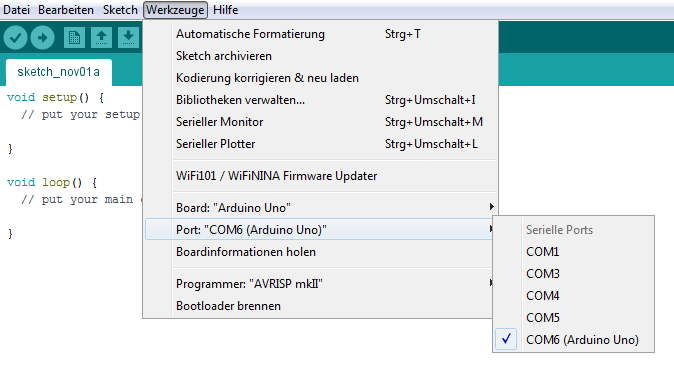 Datei Bearbeiten Sketch Werkzeuge Hilfe
sketch_nov01a
void setup() {
// put your setup
}
void loop() {
// put your main
}
Automatische Formatierung Strg+T
Sketch archivieren
Kodierung korrigieren & neu laden
Bibliotheken verwalten... Strg+Umschalt+I
Serieller Monitor Strg+Umschalt+M
Serieller Plotter Strg+Umschalt+L
WiFi101 / WiFiNINA Firmware Updater
Board: "Arduino Uno"
Port: "COM6 (Arduino Uno)"
Boardinformationen holen
Programmer: "AVRISP mkII"
Bootloader brennen
Serielle Ports
COM1
COM3
COM4
COM5
COM6 (Arduino Uno)